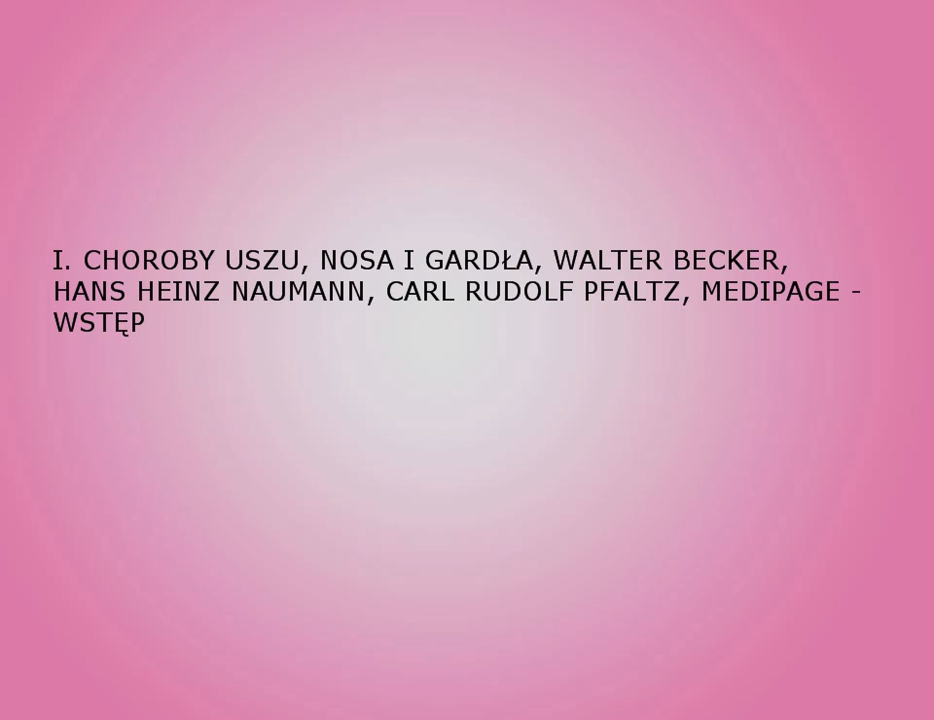 I. CHOROBY USZU, NOSA I GARDŁA, WALTER BECKER,
HANS HEINZ NAUMANN, CARL RUDOLF PFALTZ, MEDIPAGE -
WSTĘP